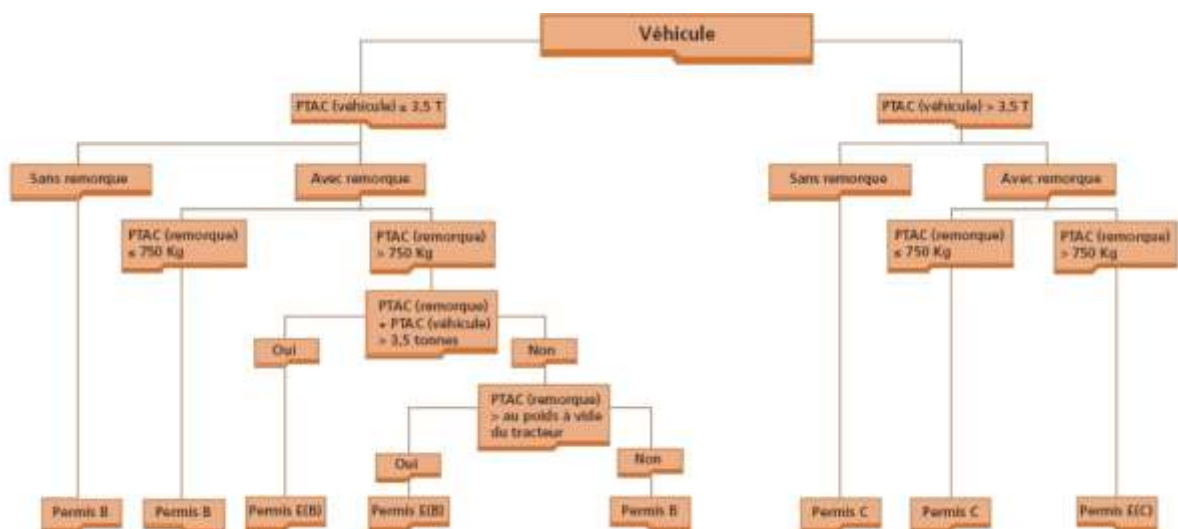 Véhicule
PTAC (véhicule) ≤ 3,5 T
PTAC (véhicule) > 3,5 T
Sans remorque
Avec remorque
Sans remorque
Avec remorque
PTAC (remorque)
≤ 750 Kg
PTAC (remorque)
> 750 Kg
PTAC (remorque)
≤ 750 Kg
PTAC (remorque)
> 750 Kg
PTAC (remorque)
+ PTAC (véhicule)
> 3,5 tonnes
Oui
Non
PTAC (remorque)
> au poids à vide
du tracteur
Oui
Non
Permis B
Permis B
Permis E(B)
Permis E(B)
Permis B
Permis C
Permis C
Permis E(C)